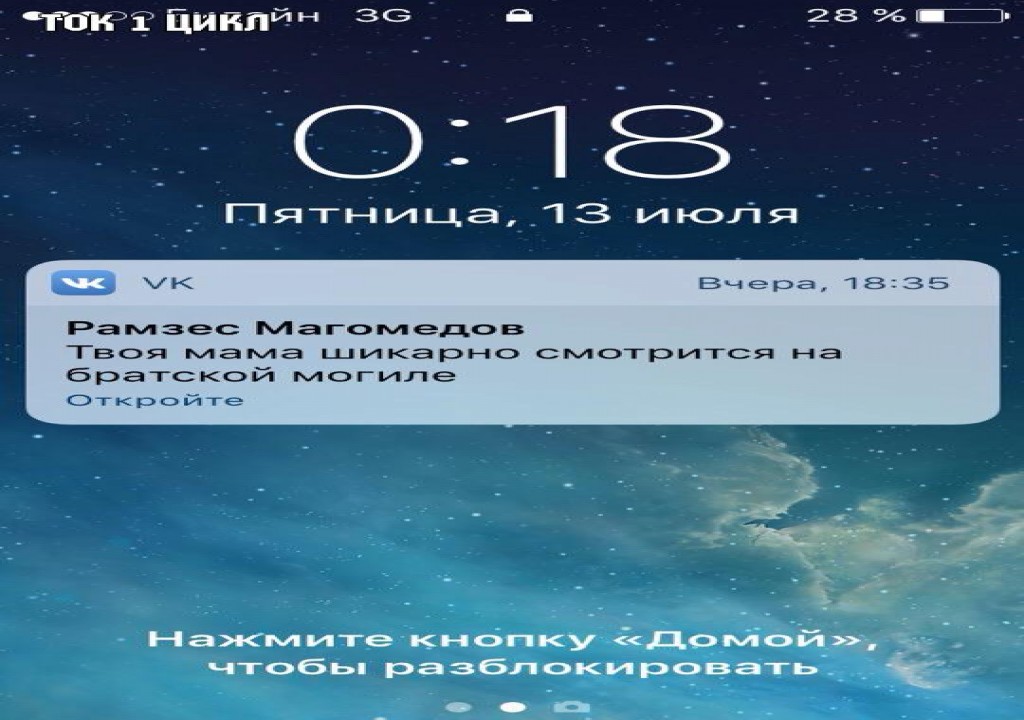 ТОК 1 ЦИКЛ
3G
28 %
0:18
Пятница, 13 июля
VK
Вчера, 18:35
Рамзес Магомедов
Твоя мама шикарно смотрится на
братской могиле
Откройте
Нажмите кнопку «Домой»,
чтобы разблокировать